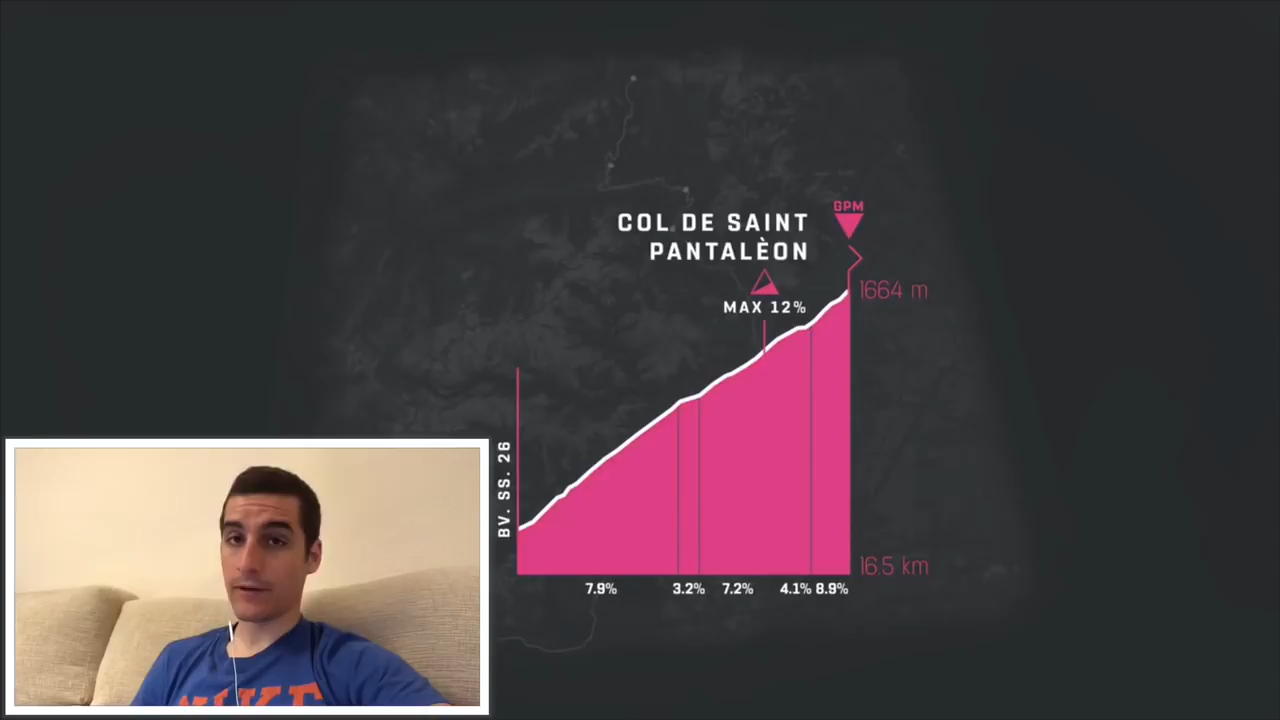 GPM
COL DE SAINT
PANTALÈON
1664 m
MAX 12%
BV. SS. 26
16.5 km
7.9% 3.2% 7.2% 4.1% 8.9%
NIKE